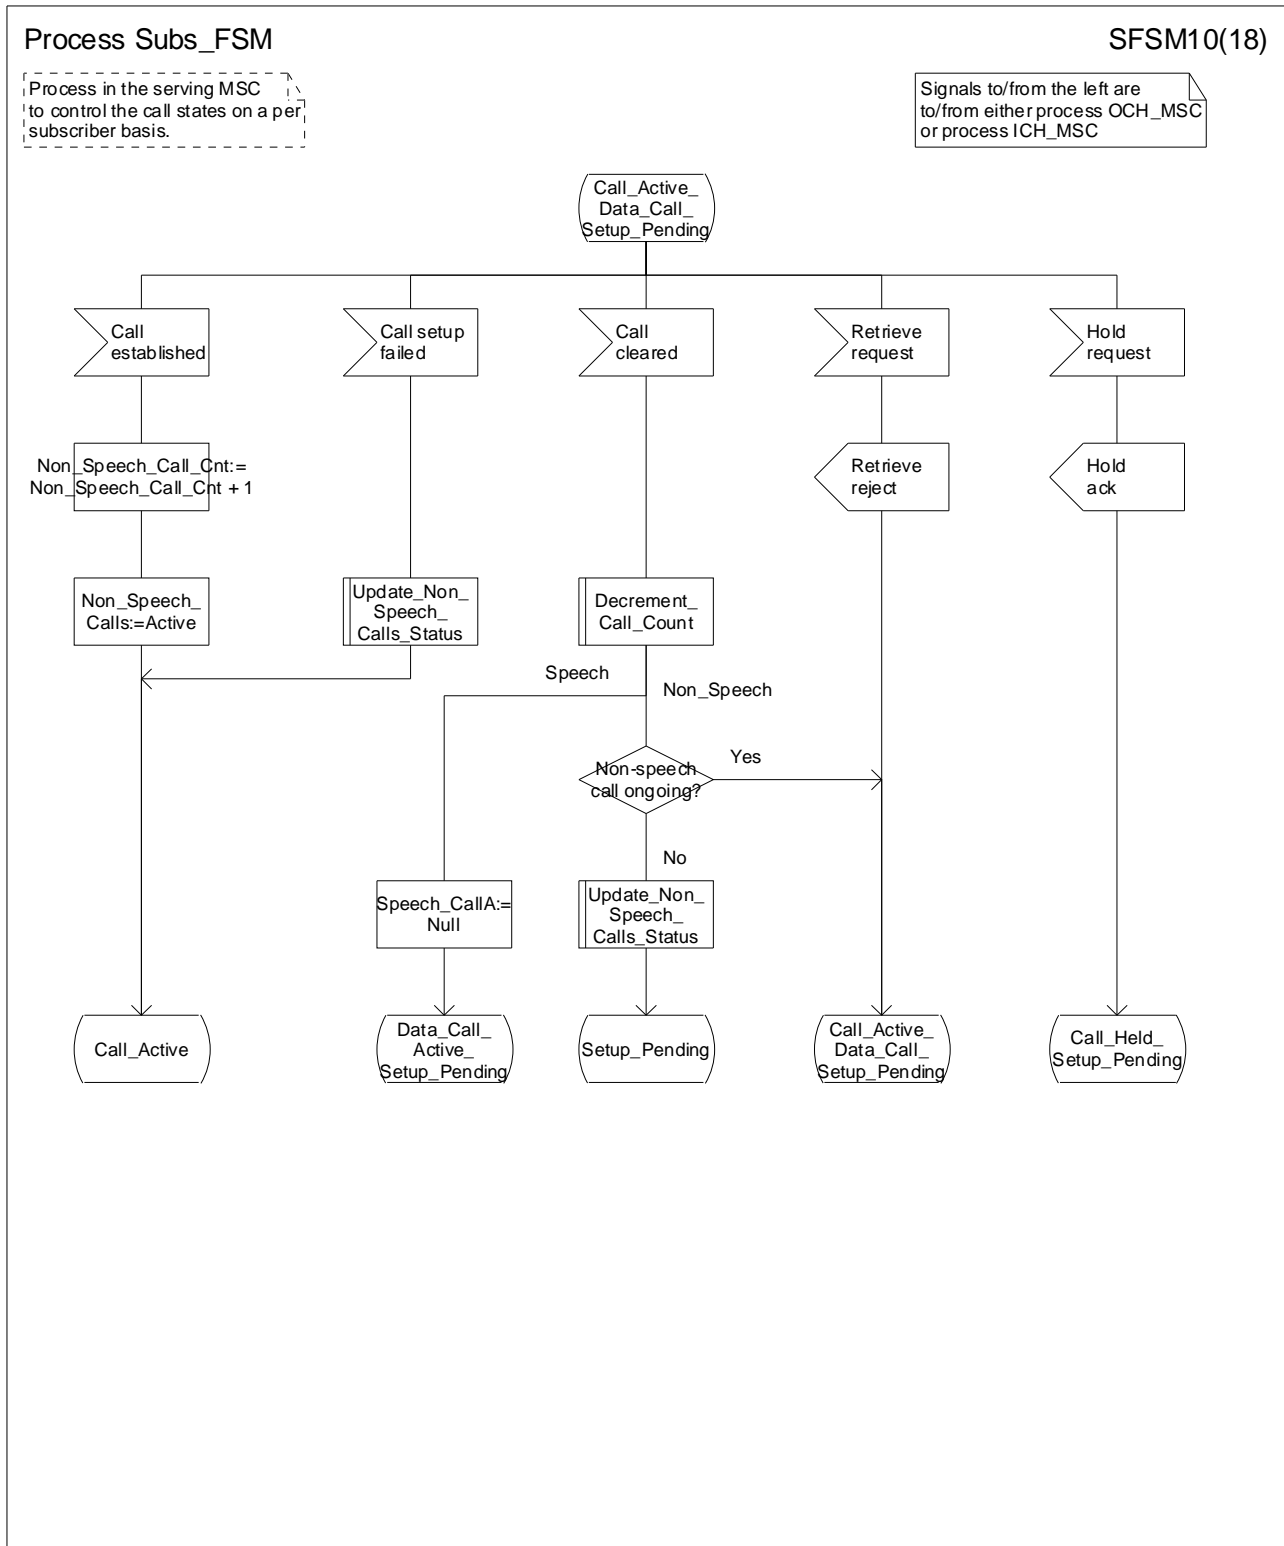 Process Subs_FSM
SFSM10(18)
Process in the serving MSC
to control the call states on a per
subscriber basis.
Signals to/from the left are
to/from either process OCH_MSC
or process ICH_MSC
Call_Active_
Data_Call_
Setup_Pending
Call
established
Call setup
failed
Call
cleared
Retrieve
request
Hold
request
Non_Speech_Call_Cnt:=
Non_Speech_Call_Cnt + 1
Retrieve
reject
Hold
ack
Non_Speech_
Calls:=Active
Update_Non_
Speech_
Calls_Status
Decrement_
Call_Count
Speech
Non_Speech
Non-speech
call ongoing?
Yes
No
Speech_CallA:=
Null
Update_Non_
Speech_
Calls_Status
Call_Active
Data_Call_
Active_
Setup_Pending
Setup_Pending
Call_Active_
Data_Call_
Setup_Pending
Call_Held_
Setup_Pending